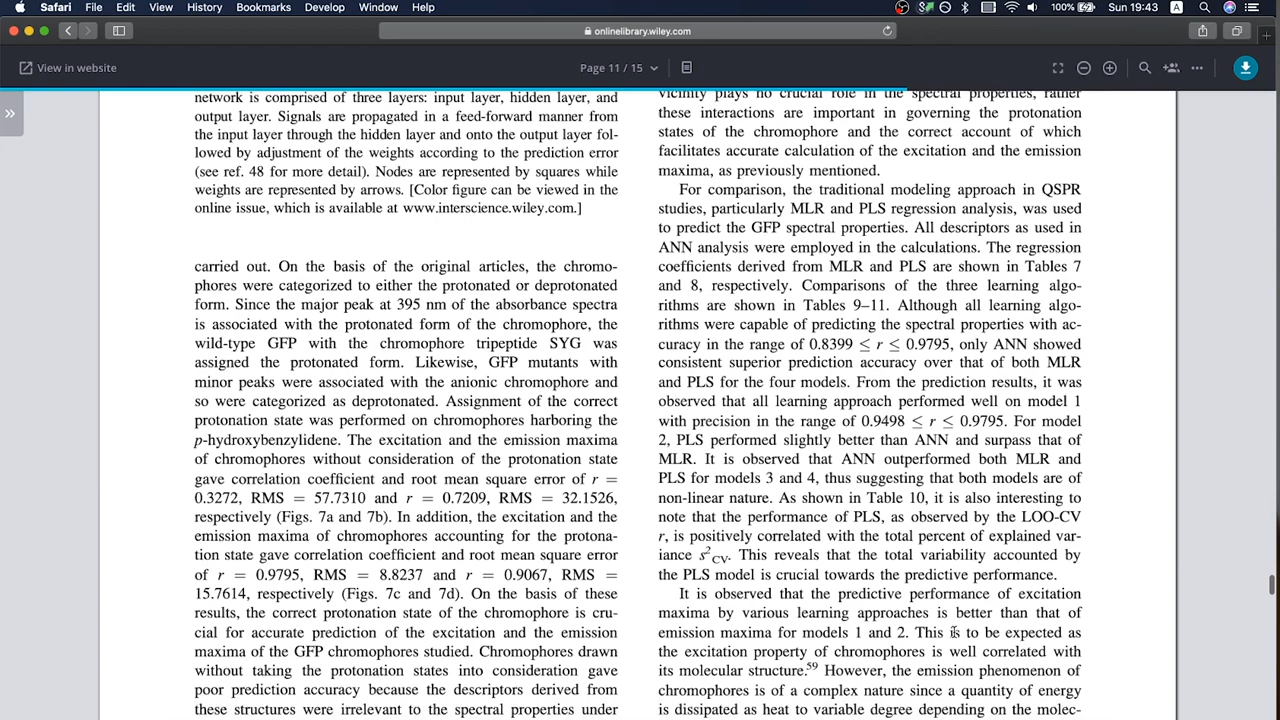 Safari File Edit View History Bookmarks Develop Window Help 100% Sun 19:43 A
onlinelibrary.wiley.com
View in website Page 11 / 15
network is comprised of three layers: input layer, hidden layer, and
output layer. Signals are propagated in a feed-forward manner from
the input layer through the hidden layer and onto the output layer fol-
lowed by adjustment of the weights according to the prediction error
(see ref. 48 for more detail). Nodes are represented by squares while
weights are represented by arrows. [Color figure can be viewed in the
online issue, which is available at www.interscience.wiley.com.]
carried out. On the basis of the original articles, the chromo-
phores were categorized to either the protonated or deprotonated
form. Since the major peak at 395 nm of the absorbance spectra
is associated with the protonated form of the chromophore, the
wild-type GFP with the chromophore tripeptide SYG was
assigned the protonated form. Likewise, GFP mutants with
minor peaks were associated with the anionic chromophore and
so were categorized as deprotonated. Assignment of the correct
protonation state was performed on chromophores harboring the
p-hydroxybenzylidene. The excitation and the emission maxima
of chromophores without consideration of the protonation state
gave correlation coefficient and root mean square error of r =
0.3272, RMS = 57.7310 and r = 0.7209, RMS = 32.1526,
respectively (Figs. 7a and 7b). In addition, the excitation and the
emission maxima of chromophores accounting for the protona-
tion state gave correlation coefficient and root mean square error
of r = 0.9795, RMS = 8.8237 and r = 0.9067, RMS =
15.7614, respectively (Figs. 7c and 7d). On the basis of these
results, the correct protonation state of the chromophore is cru-
cial for accurate prediction of the excitation and the emission
maxima of the GFP chromophores studied. Chromophores drawn
without taking the protonation states into consideration gave
poor prediction accuracy because the descriptors derived from
these structures were irrelevant to the spectral properties under
vicinity plays no crucial role in the spectral properties, rather
these interactions are important in governing the protonation
states of the chromophore and the correct account of which
facilitates accurate calculation of the excitation and the emission
maxima, as previously mentioned.
For comparison, the traditional modeling approach in QSPR
studies, particularly MLR and PLS regression analysis, was used
to predict the GFP spectral properties. All descriptors as used in
ANN analysis were employed in the calculations. The regression
coefficients derived from MLR and PLS are shown in Tables 7
and 8, respectively. Comparisons of the three learning algo-
rithms are shown in Tables 9–11. Although all learning algo-
rithms were capable of predicting the spectral properties with ac-
curacy in the range of 0.8399 ≤ r ≤ 0.9795, only ANN showed
consistent superior prediction accuracy over that of both MLR
and PLS for the four models. From the prediction results, it was
observed that all learning approach performed well on model 1
with precision in the range of 0.9498 ≤ r ≤ 0.9795. For model
2, PLS performed slightly better than ANN and surpass that of
MLR. It is observed that ANN outperformed both MLR and
PLS for models 3 and 4, thus suggesting that both models are of
non-linear nature. As shown in Table 10, it is also interesting to
note that the performance of PLS, as observed by the LOO-CV
r, is positively correlated with the total percent of explained var-
iance s²CV. This reveals that the total variability accounted by
the PLS model is crucial towards the predictive performance.
It is observed that the predictive performance of excitation
maxima by various learning approaches is better than that of
emission maxima for models 1 and 2. This is to be expected as
the excitation property of chromophores is well correlated with
its molecular structure.⁵⁹ However, the emission phenomenon of
chromophores is of a complex nature since a quantity of energy
is dissipated as heat to variable degree depending on the molec-